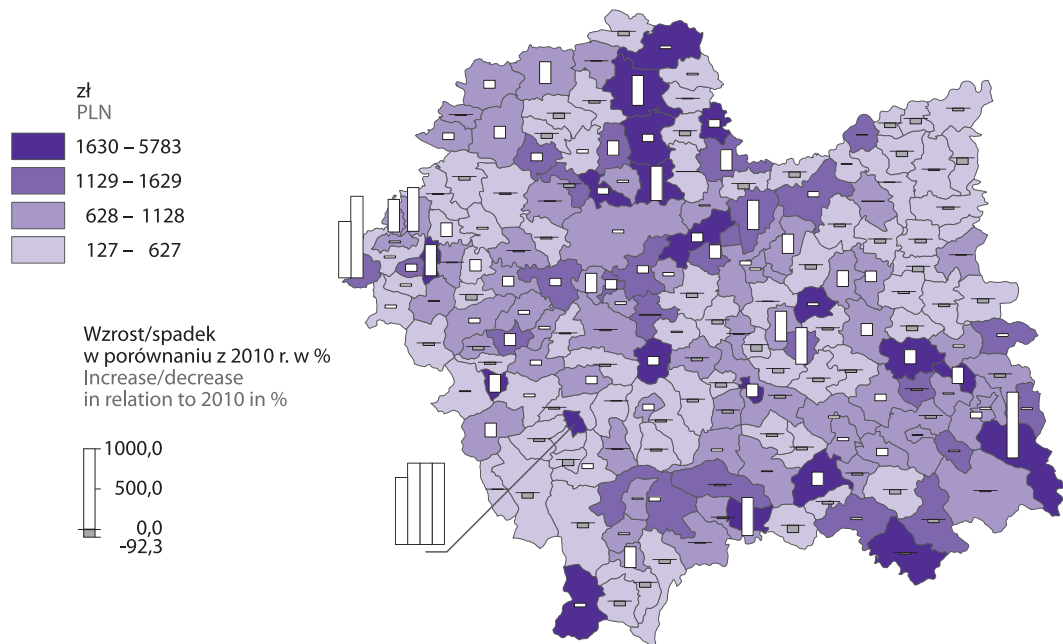 zł
PLN
1630 – 5783
1129 – 1629
628 – 1128
127 – 627
Wzrost/spadek
w porównaniu z 2010 r. w %
Increase/decrease
in relation to 2010 in %
1000,0
500,0
0,0
-92,3